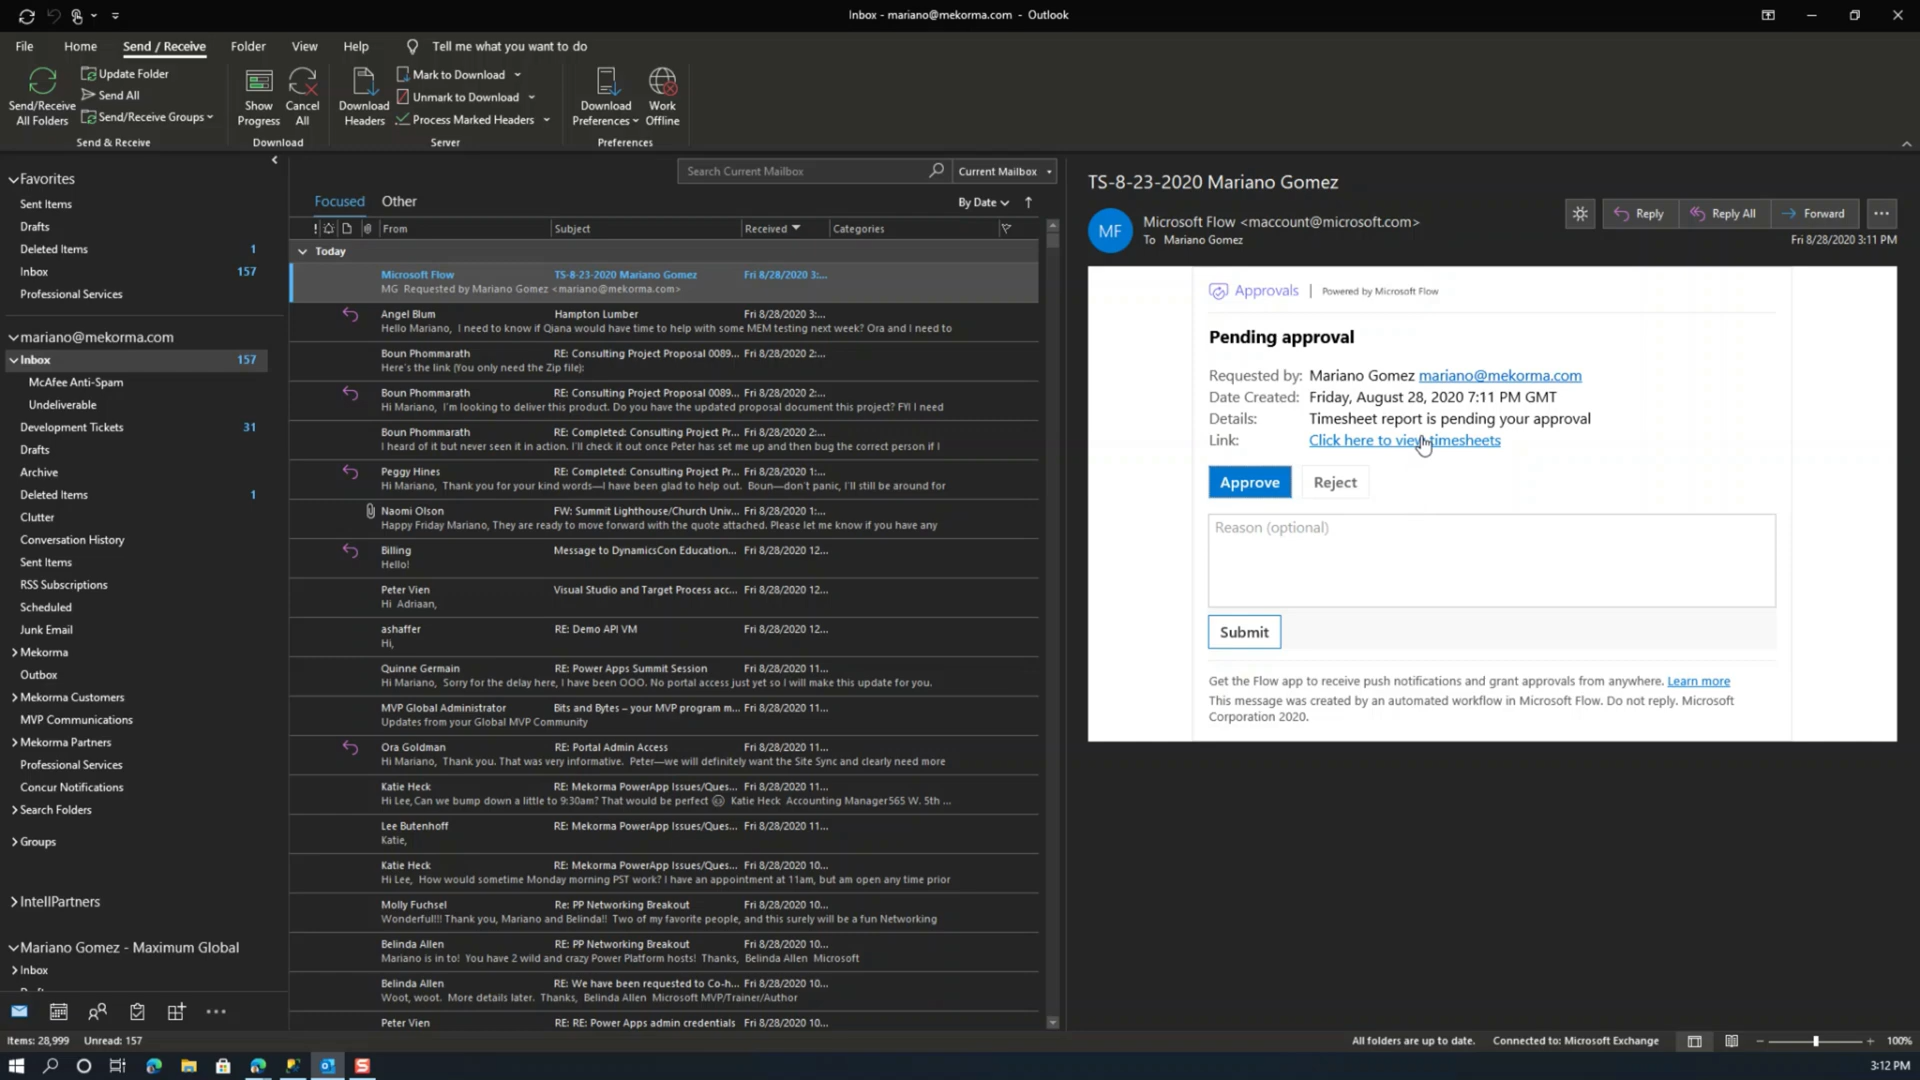 Inbox - mariano@mekorma.com - Outlook
File Home Send / Receive Folder View Help Tell me what you want to do
Send/Receive All Folders
Update Folder
Send All
Send/Receive Groups
Send & Receive
Show Progress
Cancel All
Download
Download Headers
Mark to Download
Unmark to Download
Process Marked Headers
Server
Download Preferences
Work Offline
Preferences
Favorites
Sent Items
Drafts
Deleted Items 1
Inbox 157
Professional Services
mariano@mekorma.com
Inbox 157
McAfee Anti-Spam
Undeliverable
Development Tickets 31
Drafts
Archive
Deleted Items 1
Clutter
Conversation History
Sent Items
RSS Subscriptions
Scheduled
Junk Email
Mekorma
Outbox
Mekorma Customers
MVP Communications
Mekorma Partners
Professional Services
Concur Notifications
Search Folders
Groups
IntellPartners
Mariano Gomez - Maximum Global
Inbox
Items: 28,999 Unread: 157
Search Current Mailbox Current Mailbox
Focused Other By Date
! From Subject Received Categories
Today
Microsoft Flow TS-8-23-2020 Mariano Gomez Fri 8/28/2020 3:...
MG Requested by Mariano Gomez <mariano@mekorma.com>
Angel Blum Hampton Lumber Fri 8/28/2020 3:...
Hello Mariano, I need to know if Qiana would have time to help with some MEM testing next week? Ora and I need to
Boun Phommarath RE: Consulting Project Proposal 0089... Fri 8/28/2020 2:...
Here's the link (You only need the Zip file):
Boun Phommarath RE: Consulting Project Proposal 0089... Fri 8/28/2020 2:...
Hi Mariano, I'm looking to deliver this product. Do you have the updated proposal document this project? FYI I need
Boun Phommarath RE: Completed: Consulting Project Pr... Fri 8/28/2020 2:...
I heard of it but never seen it in action. I'll check it out once Peter has set me up and then bug the correct person if I
Peggy Hines RE: Completed: Consulting Project Pr... Fri 8/28/2020 1:...
Hi Mariano, Thank you for your kind words—I have been glad to help out. Boun—don't panic, I'll still be around for
Naomi Olson FW: Summit Lighthouse/Church Univ... Fri 8/28/2020 1:...
Happy Friday Mariano, They are ready to move forward with the quote attached. Please let me know if you have any
Billing Message to DynamicsCon Education... Fri 8/28/2020 12...
Hello!
Peter Vien Visual Studio and Target Process acc... Fri 8/28/2020 12...
Hi Adriaan,
ashaffer RE: Demo API VM Fri 8/28/2020 12...
Hi,
Quinne Germain RE: Power Apps Summit Session Fri 8/28/2020 11...
Hi Mariano, Sorry for the delay here, I have been OOO. No portal access just yet so I will make this update for you.
MVP Global Administrator Bits and Bytes – your MVP program m... Fri 8/28/2020 11...
Updates from your Global MVP Community
Ora Goldman RE: Portal Admin Access Fri 8/28/2020 11...
Hi Mariano, Thank you. That was very informative. Peter—we will definitely want the Site Sync and clearly need more
Katie Heck RE: Mekorma PowerApp Issues/Ques... Fri 8/28/2020 11...
Hi Lee,Can we bump down a little to 9:30am? That would be perfect ☺ Katie Heck Accounting Manager565 W. 5th ...
Lee Butenhoff RE: Mekorma PowerApp Issues/Ques... Fri 8/28/2020 11...
Katie,
Katie Heck RE: Mekorma PowerApp Issues/Ques... Fri 8/28/2020 10...
Hi Lee, How would sometime Monday morning PST work? I have an appointment at 11am, but am open any time prior
Molly Fuchsel Re: PP Networking Breakout Fri 8/28/2020 10...
Wonderful!!! Thank you, Mariano and Belinda!! Two of my favorite people, and this surely will be a fun Networking
Belinda Allen RE: PP Networking Breakout Fri 8/28/2020 10...
Mariano is in to! You have 2 wild and crazy Power Platform hosts! Thanks, Belinda Allen Microsoft
Belinda Allen RE: We have been requested to Co-h... Fri 8/28/2020 10...
Woot, woot. More details later. Thanks, Belinda Allen Microsoft MVP/Trainer/Author
Peter Vien RE: RE: Power Apps admin credentials Fri 8/28/2020 10...
TS-8-23-2020 Mariano Gomez
MF
Microsoft Flow <maccount@microsoft.com>
To Mariano Gomez
Reply Reply All Forward
Fri 8/28/2020 3:11 PM
Approvals | Powered by Microsoft Flow
Pending approval
Requested by: Mariano Gomez mariano@mekorma.com
Date Created: Friday, August 28, 2020 7:11 PM GMT
Details: Timesheet report is pending your approval
Link: Click here to view timesheets
Approve Reject
Reason (optional)
Submit
Get the Flow app to receive push notifications and grant approvals from anywhere. Learn more
This message was created by an automated workflow in Microsoft Flow. Do not reply. Microsoft
Corporation 2020.
All folders are up to date. Connected to: Microsoft Exchange 100%
3:12 PM